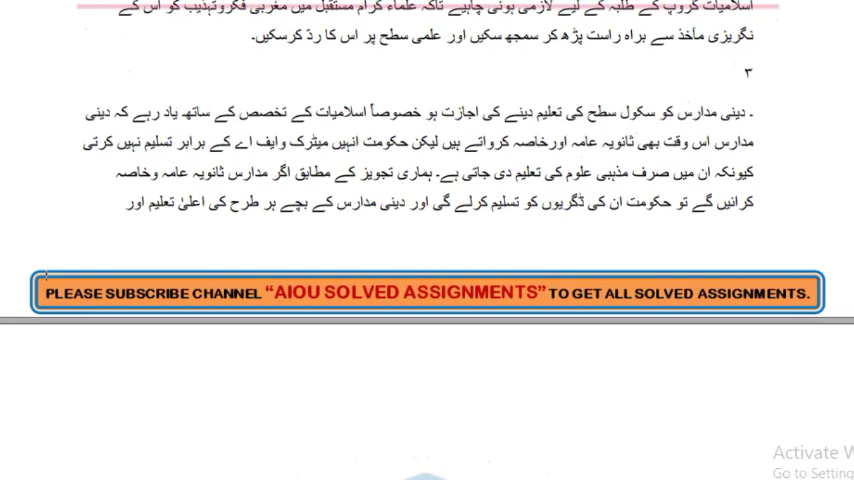 اسلامیات گروپ کے طلبہ کے لیے لازمی ہونی چاہیے تاکہ علماء کرام مستقبل میں مغربی فکروتہذیب کو اس کے
نگریزی مآخذ سے براہ راست پڑھ کر سمجھ سکیں اور علمی سطح پر اس کا ردّ کرسکیں۔
۳
۔ دینی مدارس کو سکول سطح کی تعلیم دینے کی اجازت ہو خصوصاً اسلامیات کے تخصص کے ساتھ یاد رہے کہ دینی
مدارس اس وقت بھی ثانویہ عامہ اورخاصہ کرواتے ہیں لیکن حکومت انہیں میٹرک وایف اے کے برابر تسلیم نہیں کرتی
کیونکہ ان میں صرف مذہبی علوم کی تعلیم دی جاتی ہے۔ ہماری تجویز کے مطابق اگر مدارس ثانویہ عامہ وخاصہ
کرائیں گے تو حکومت ان کی ڈگریوں کو تسلیم کرلے گی اور دینی مدارس کے بچے ہر طرح کی اعلیٰ تعلیم اور
PLEASE SUBSCRIBE CHANNEL “AIOU SOLVED ASSIGNMENTS” TO GET ALL SOLVED ASSIGNMENTS.
Activate W
Go to Setting